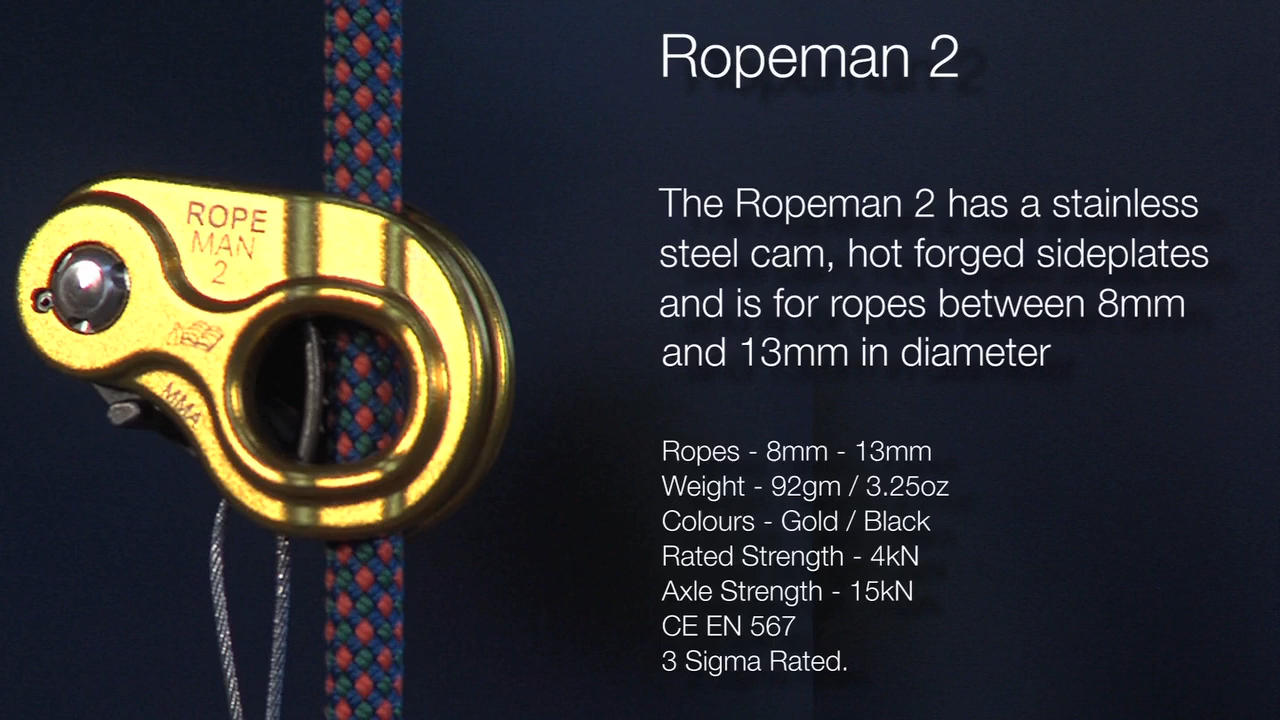 Ropeman 2
The Ropeman 2 has a stainless
steel cam, hot forged sideplates
and is for ropes between 8mm
and 13mm in diameter
Ropes - 8mm - 13mm
Weight - 92gm / 3.25oz
Colours - Gold / Black
Rated Strength - 4kN
Axle Strength - 15kN
CE EN 567
3 Sigma Rated.
ROPE
MAN
2
MMA